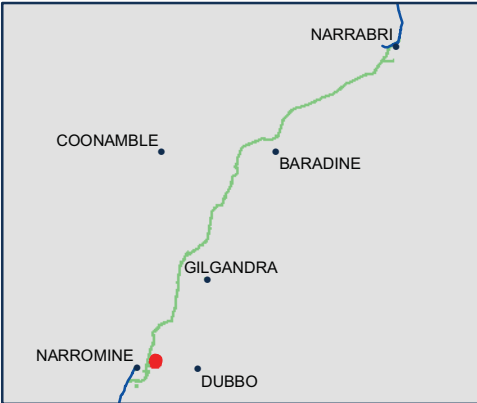 NARRABRI
COONAMBLE
BARADINE
GILGANDRA
NARROMINE
DUBBO